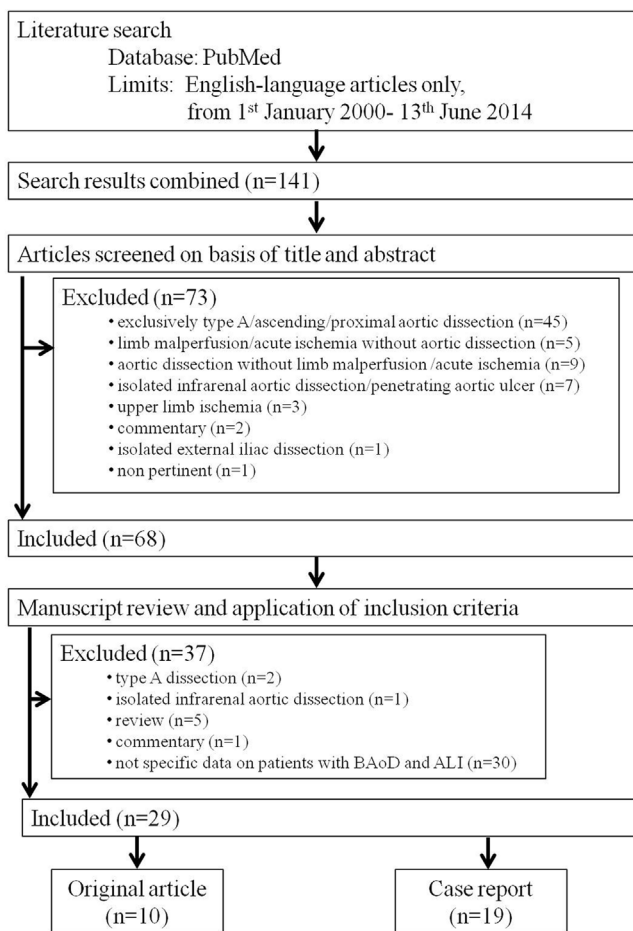 Literature search
Database: PubMed
Limits: English-language articles only,
from 1st January 2000- 13th June 2014
Search results combined (n=141)
Articles screened on basis of title and abstract
Excluded (n=73)
• exclusively type A/ascending/proximal aortic dissection (n=45)
• limb malperfusion/acute ischemia without aortic dissection (n=5)
• aortic dissection without limb malperfusion /acute ischemia (n=9)
• isolated infrarenal aortic dissection/penetrating aortic ulcer (n=7)
• upper limb ischemia (n=3)
• commentary (n=2)
• isolated external iliac dissection (n=1)
• non pertinent (n=1)
Included (n=68)
Manuscript review and application of inclusion criteria
Excluded (n=37)
• type A dissection (n=2)
• isolated infrarenal aortic dissection (n=1)
• review (n=5)
• commentary (n=1)
• not specific data on patients with BAoD and ALI (n=30)
Included (n=29)
Original article
(n=10)
Case report
(n=19)